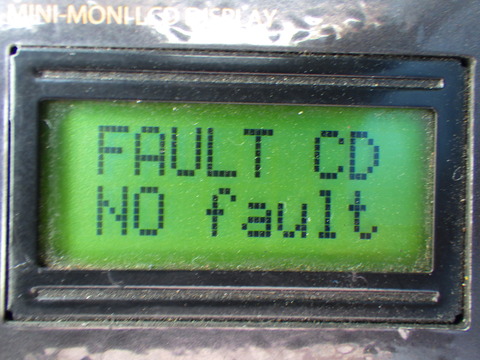 MINI-MONI-LCD DISPLAY
FAULT CD
NO fault